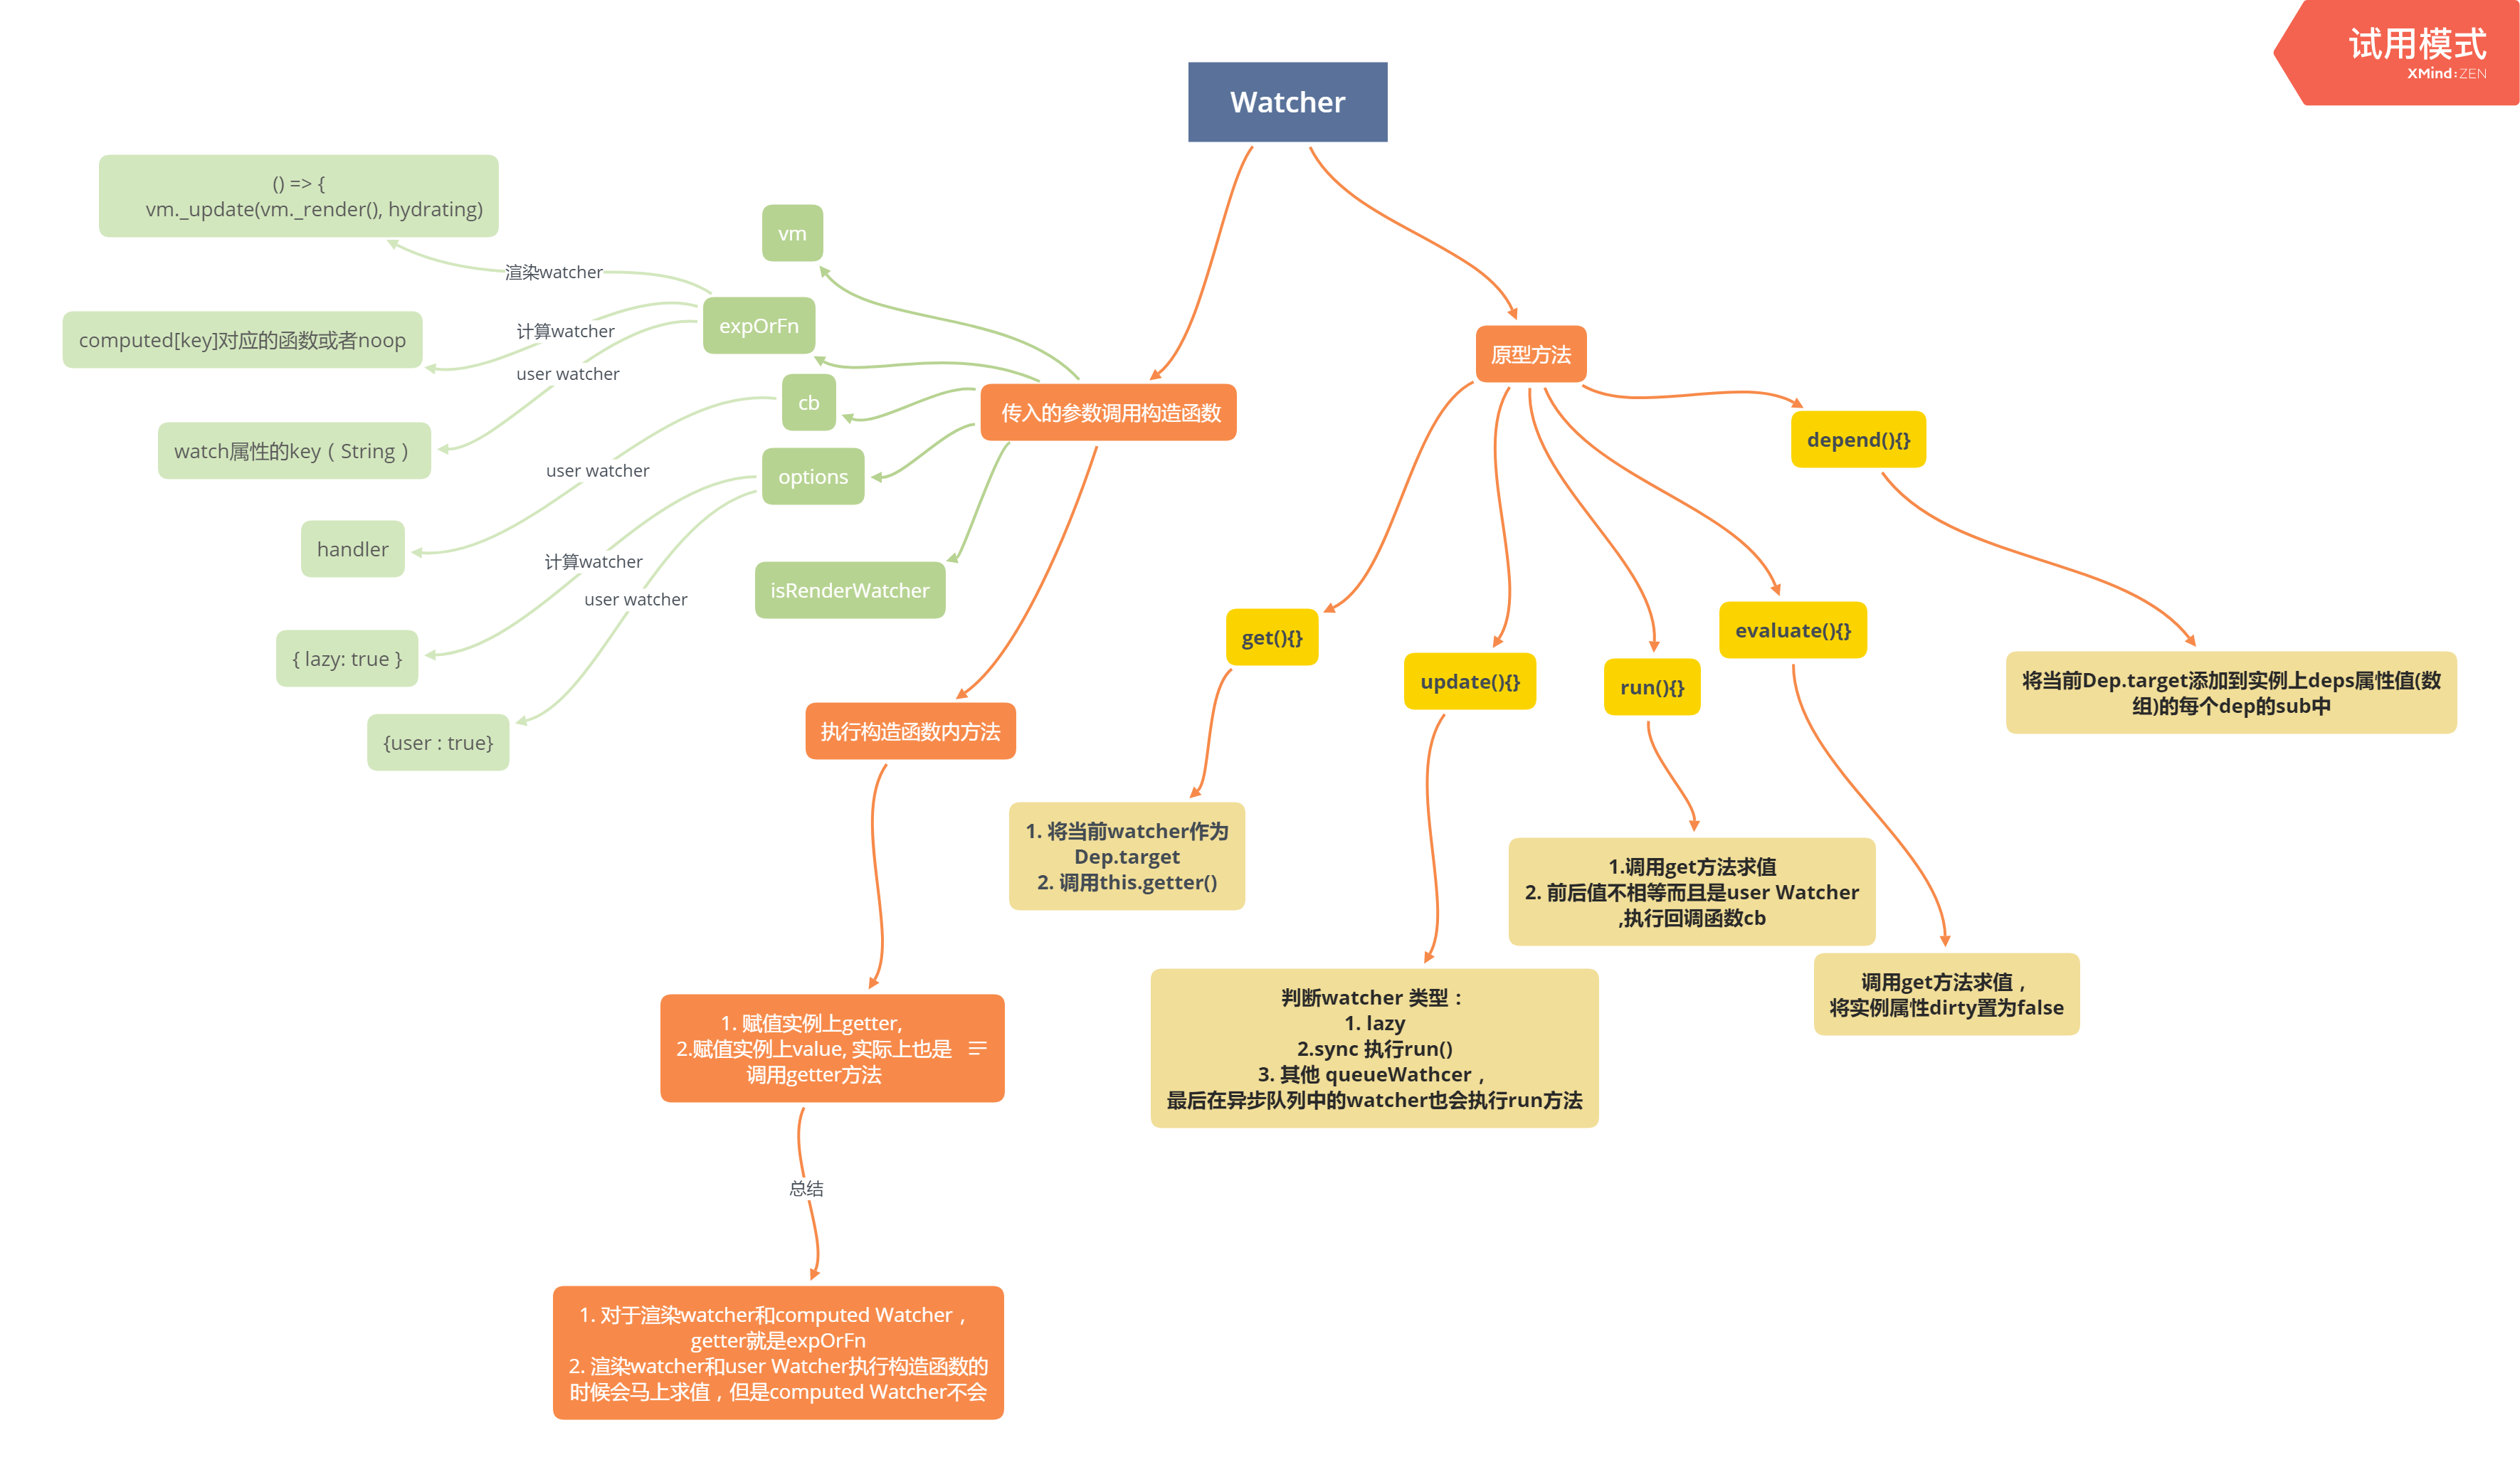 试用模式
XMind:ZEN
Watcher
() => {
vm._update(vm._render(), hydrating)
vm
渲染watcher
expOrFn
计算watcher
computed[key]对应的函数或者noop
user watcher
cb
传入的参数调用构造函数
watch属性的key（String）
user watcher
options
handler
计算watcher
user watcher
isRenderWatcher
{ lazy: true }
{user : true}
执行构造函数内方法
1. 赋值实例上getter,
2.赋值实例上value, 实际上也是
调用getter方法
总结
1. 对于渲染watcher和computed Watcher，
getter就是expOrFn
2. 渲染watcher和user Watcher执行构造函数的
时候会马上求值，但是computed Watcher不会
原型方法
get(){}
1. 将当前watcher作为
Dep.target
2. 调用this.getter()
update(){}
判断watcher 类型：
1. lazy
2.sync 执行run()
3. 其他 queueWathcer，
最后在异步队列中的watcher也会执行run方法
run(){}
1.调用get方法求值
2. 前后值不相等而且是user Watcher
,执行回调函数cb
evaluate(){}
调用get方法求值，
将实例属性dirty置为false
depend(){}
将当前Dep.target添加到实例上deps属性值(数
组)的每个dep的sub中